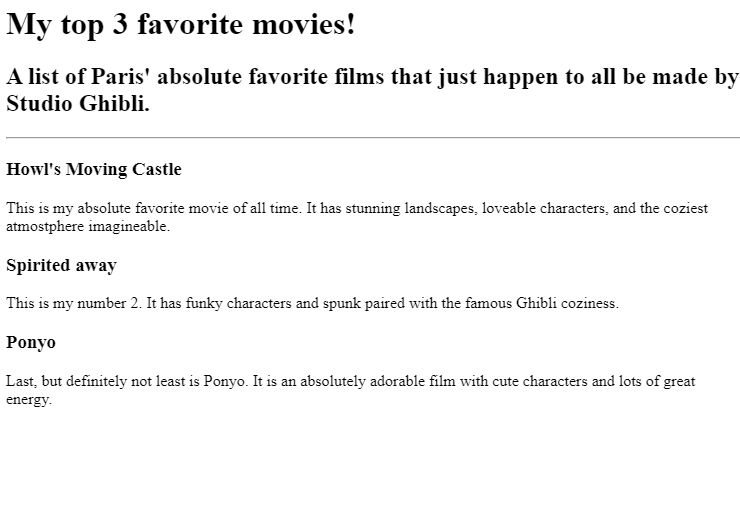 My top 3 favorite movies!
A list of Paris' absolute favorite films that just happen to all be made by
Studio Ghibli.
Howl's Moving Castle
This is my absolute favorite movie of all time. It has stunning landscapes, loveable characters, and the coziest
atmostphere imagineable.
Spirited away
This is my number 2. It has funky characters and spunk paired with the famous Ghibli coziness.
Ponyo
Last, but definitely not least is Ponyo. It is an absolutely adorable film with cute characters and lots of great
energy.